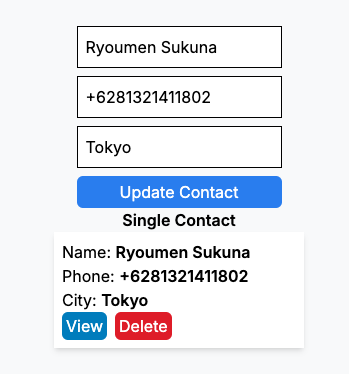 Ryoumen Sukuna
+6281321411802
Tokyo
Update Contact
Single Contact
Name: Ryoumen Sukuna
Phone: +6281321411802
City: Tokyo
View Delete